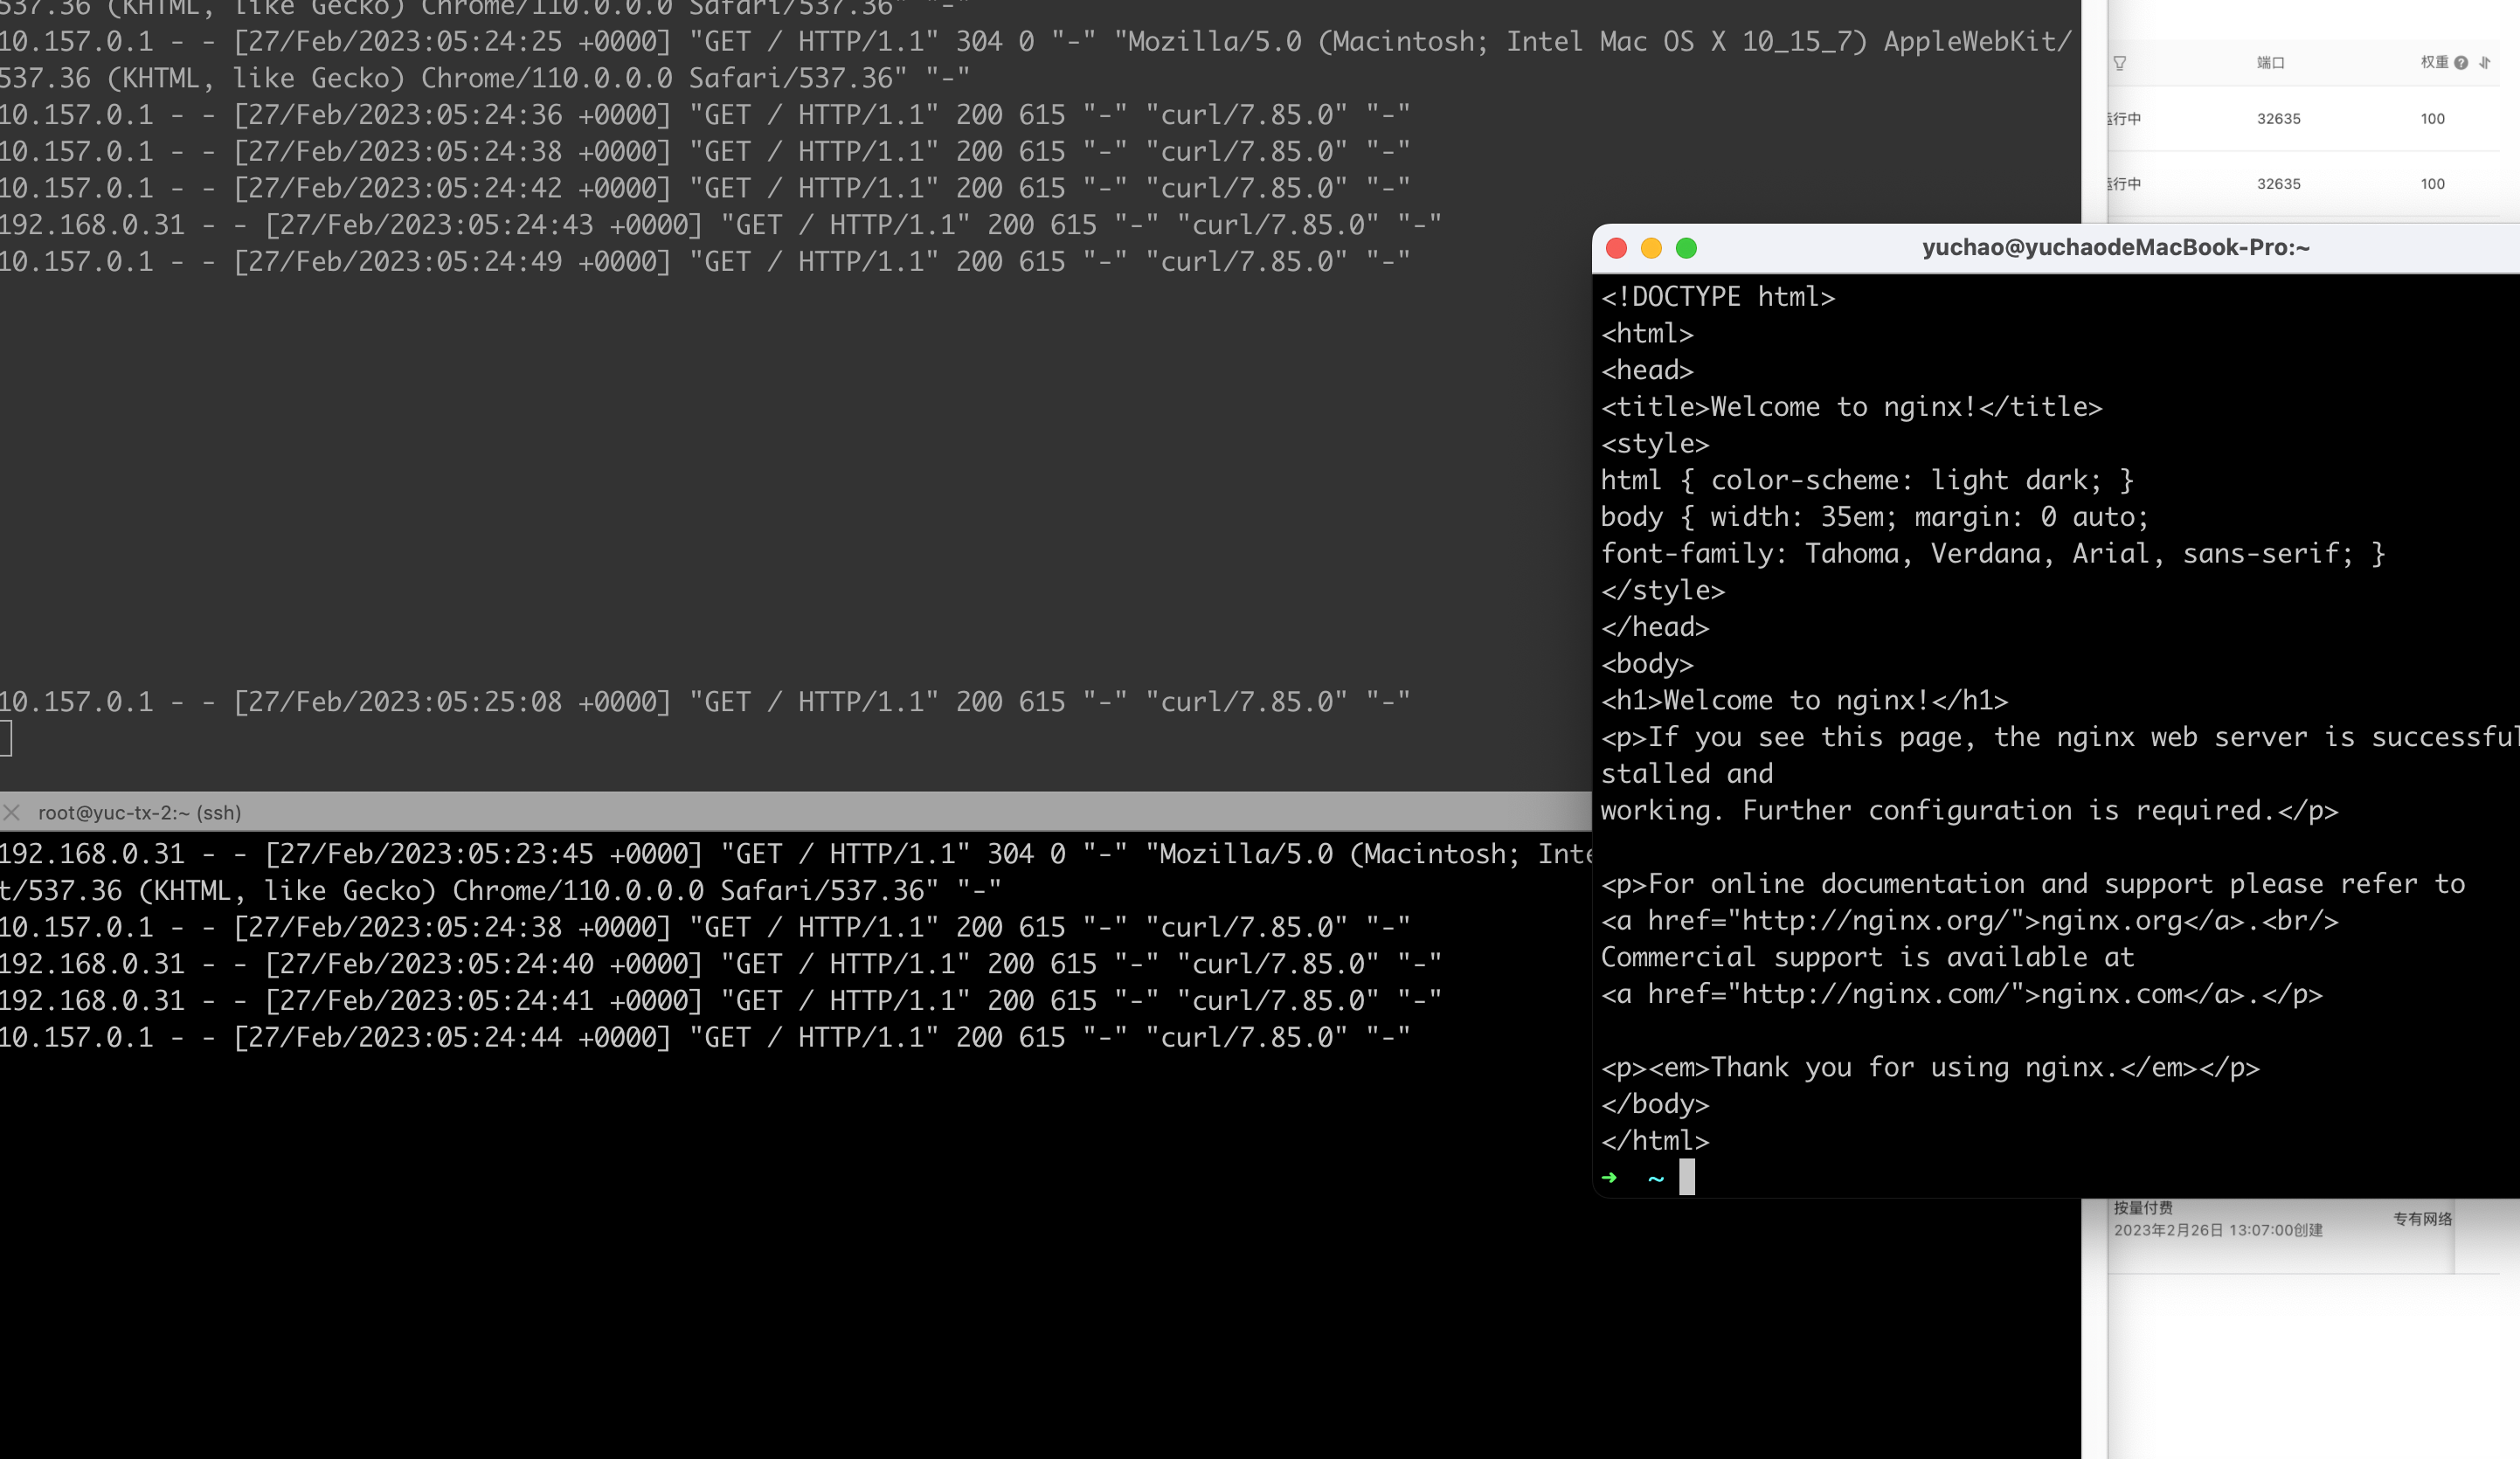 537.36 (KHTML, like Gecko) Chrome/110.0.0.0 Safari/537.36" "-"
10.157.0.1 - - [27/Feb/2023:05:24:25 +0000] "GET / HTTP/1.1" 304 0 "-" "Mozilla/5.0 (Macintosh; Intel Mac OS X 10_15_7) AppleWebKit/
537.36 (KHTML, like Gecko) Chrome/110.0.0.0 Safari/537.36" "-"
10.157.0.1 - - [27/Feb/2023:05:24:36 +0000] "GET / HTTP/1.1" 200 615 "-" "curl/7.85.0" "-"
10.157.0.1 - - [27/Feb/2023:05:24:38 +0000] "GET / HTTP/1.1" 200 615 "-" "curl/7.85.0" "-"
10.157.0.1 - - [27/Feb/2023:05:24:42 +0000] "GET / HTTP/1.1" 200 615 "-" "curl/7.85.0" "-"
192.168.0.31 - - [27/Feb/2023:05:24:43 +0000] "GET / HTTP/1.1" 200 615 "-" "curl/7.85.0" "-"
10.157.0.1 - - [27/Feb/2023:05:24:49 +0000] "GET / HTTP/1.1" 200 615 "-" "curl/7.85.0" "-"
10.157.0.1 - - [27/Feb/2023:05:25:08 +0000] "GET / HTTP/1.1" 200 615 "-" "curl/7.85.0" "-"
root@yuc-tx-2:~ (ssh)
192.168.0.31 - - [27/Feb/2023:05:23:45 +0000] "GET / HTTP/1.1" 304 0 "-" "Mozilla/5.0 (Macintosh; Inte
t/537.36 (KHTML, like Gecko) Chrome/110.0.0.0 Safari/537.36" "-"
10.157.0.1 - - [27/Feb/2023:05:24:38 +0000] "GET / HTTP/1.1" 200 615 "-" "curl/7.85.0" "-"
192.168.0.31 - - [27/Feb/2023:05:24:40 +0000] "GET / HTTP/1.1" 200 615 "-" "curl/7.85.0" "-"
192.168.0.31 - - [27/Feb/2023:05:24:41 +0000] "GET / HTTP/1.1" 200 615 "-" "curl/7.85.0" "-"
10.157.0.1 - - [27/Feb/2023:05:24:44 +0000] "GET / HTTP/1.1" 200 615 "-" "curl/7.85.0" "-"
端口 权重
运行中 32635 100
运行中 32635 100
yuchao@yuchaodeMacBook-Pro:~
<!DOCTYPE html>
<html>
<head>
<title>Welcome to nginx!</title>
<style>
html { color-scheme: light dark; }
body { width: 35em; margin: 0 auto;
font-family: Tahoma, Verdana, Arial, sans-serif; }
</style>
</head>
<body>
<h1>Welcome to nginx!</h1>
<p>If you see this page, the nginx web server is successful
stalled and
working. Further configuration is required.</p>
<p>For online documentation and support please refer to
<a href="http://nginx.org/">nginx.org</a>.<br/>
Commercial support is available at
<a href="http://nginx.com/">nginx.com</a>.</p>
<p><em>Thank you for using nginx.</em></p>
</body>
</html>
➜ ~
按量付费
2023年2月26日 13:07:00创建
专有网络